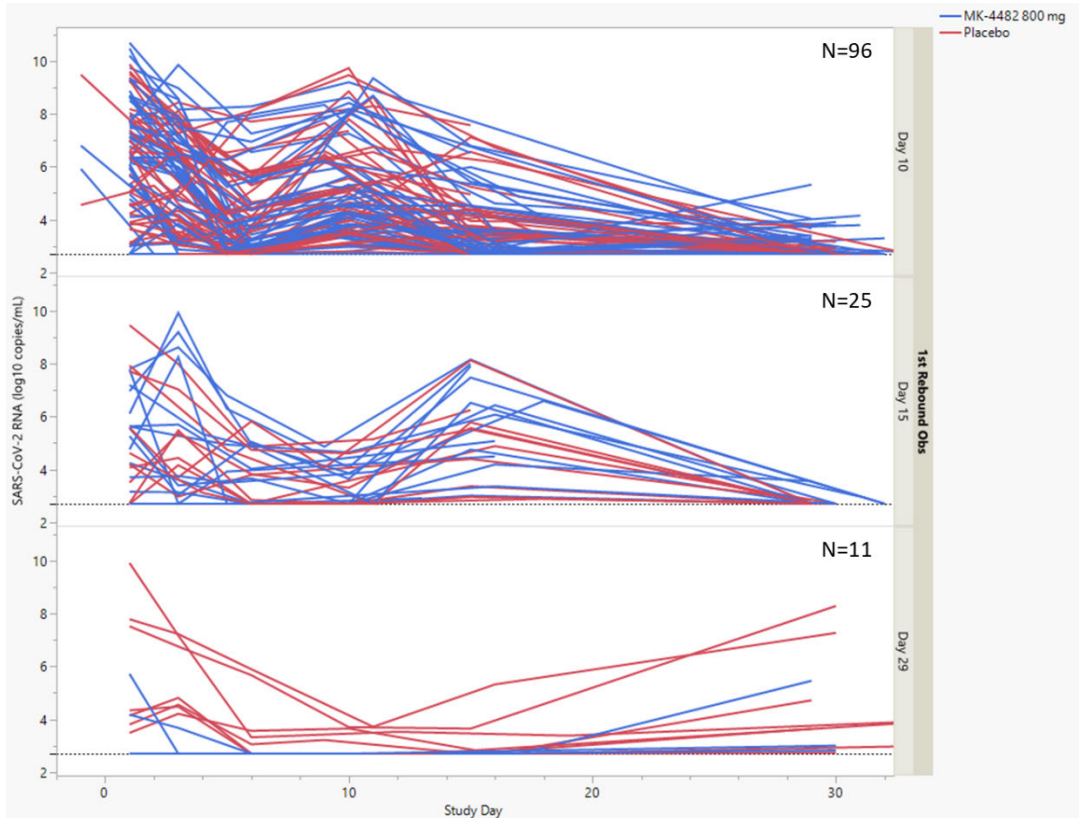 MK-4482 800 mg
Placebo
N=96
10
8
6
4
2
Day 10
N=25
10
8
6
4
2
Day 15
N=11
10
8
6
4
2
Day 29
1st Rebound Obs
SARS-CoV-2 RNA (log10 copies/mL)
0
10
20
30
Study Day